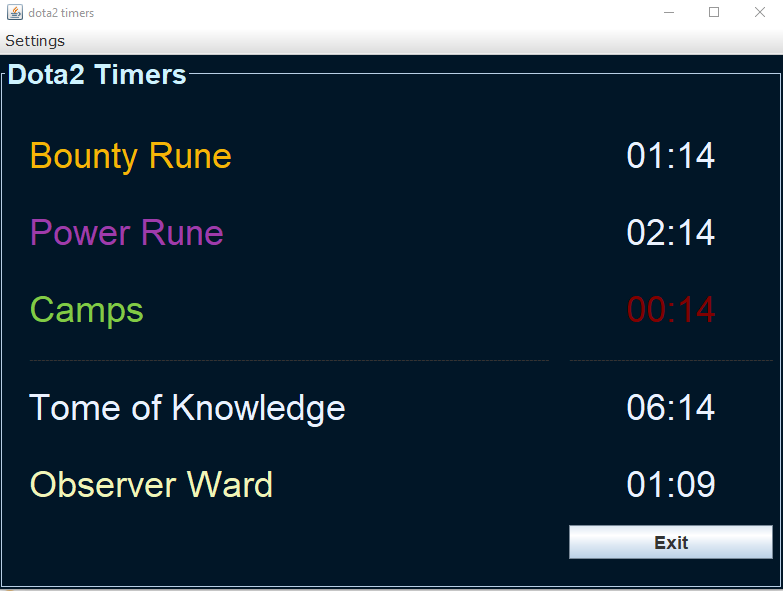 dota2 timers
Settings
Dota2 Timers
Bounty Rune 01:14
Power Rune 02:14
Camps 00:14
Tome of Knowledge 06:14
Observer Ward 01:09
Exit